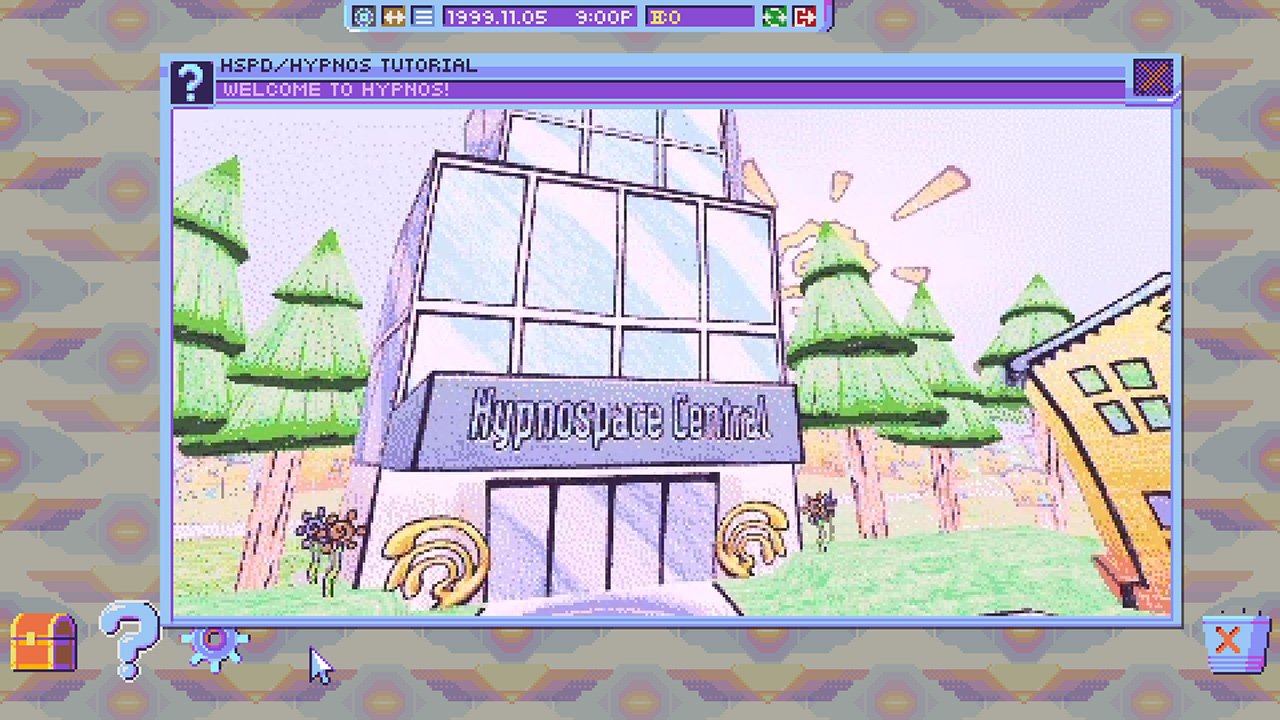 1999.11.05 9:00P :0
HSPD/HYPNOS TUTORIAL
WELCOME TO HYPNOS!
Hypnospace Central